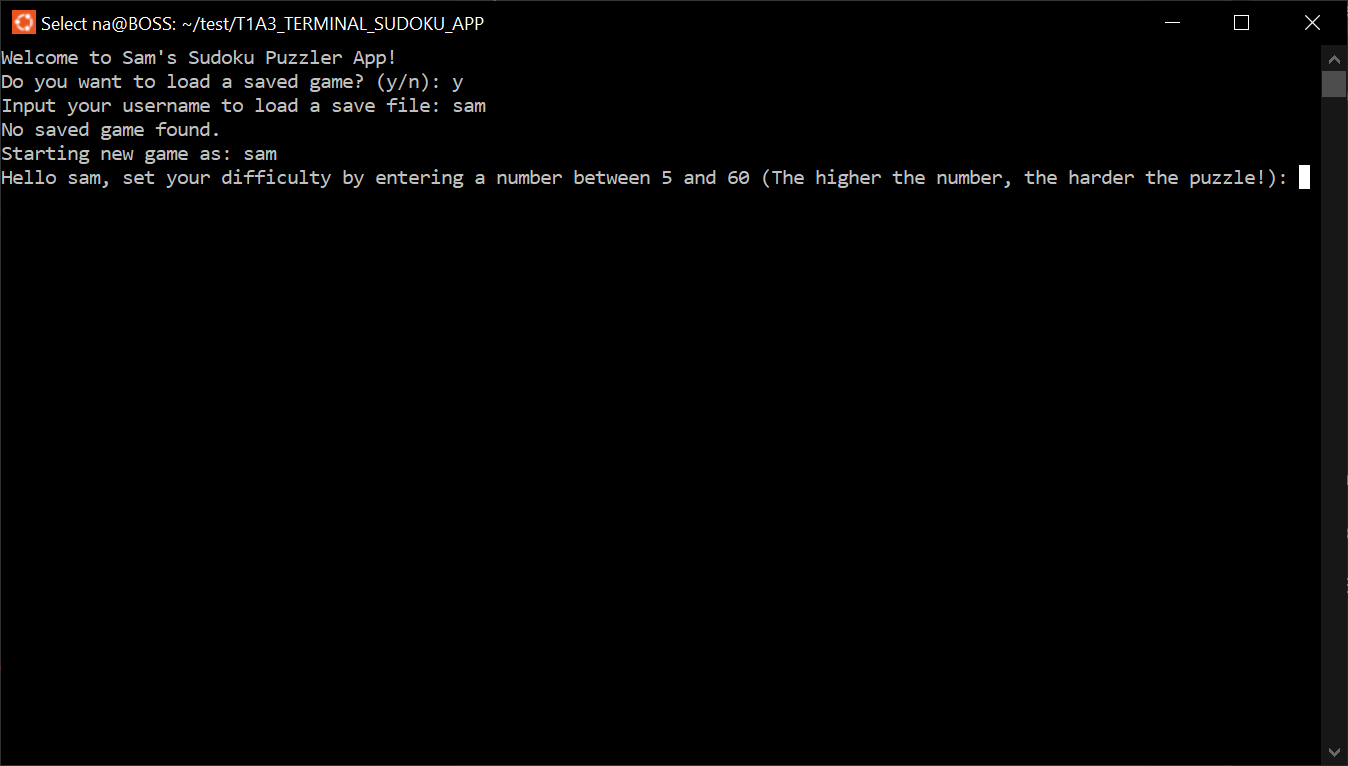 Select na@BOSS: ~/test/T1A3_TERMINAL_SUDOKU_APP
Welcome to Sam's Sudoku Puzzler App!
Do you want to load a saved game? (y/n): y
Input your username to load a save file: sam
No saved game found.
Starting new game as: sam
Hello sam, set your difficulty by entering a number between 5 and 60 (The higher the number, the harder the puzzle!):